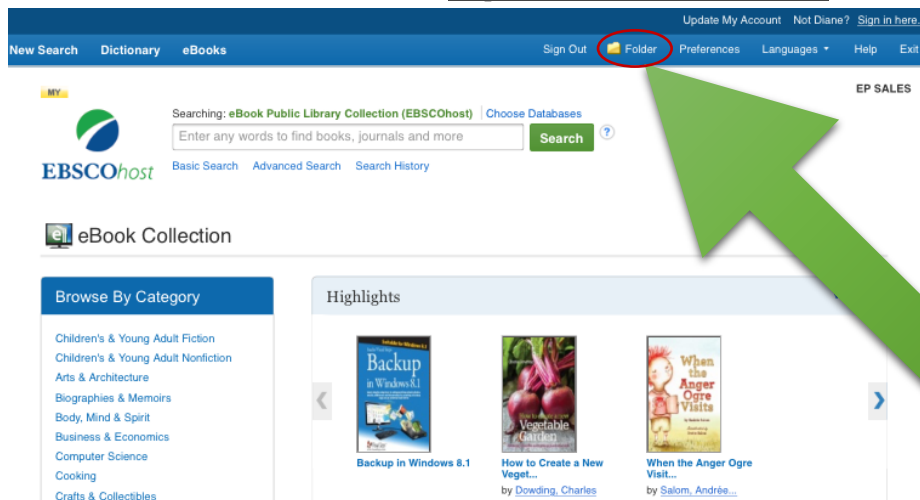 Update My Account Not Diane? Sign in here.
New Search Dictionary eBooks Sign Out Folder Preferences Languages Help Exit
MY
EP SALES
Searching: eBook Public Library Collection (EBSCOhost) Choose Databases
Enter any words to find books, journals and more Search ?
EBSCOhost
Basic Search Advanced Search Search History
eBook Collection
Browse By Category
Children's & Young Adult Fiction
Children's & Young Adult Nonfiction
Arts & Architecture
Biographies & Memoirs
Body, Mind & Spirit
Business & Economics
Computer Science
Cooking
Crafts & Collectibles
Highlights
Backup
in Windows 8.1
Vegetable
Garden
When
the
Anger
Ogre
Visits
Backup in Windows 8.1
How to Create a New
Veget...
by Dowding, Charles
When the Anger Ogre
Visit...
by Salom, Andrée...